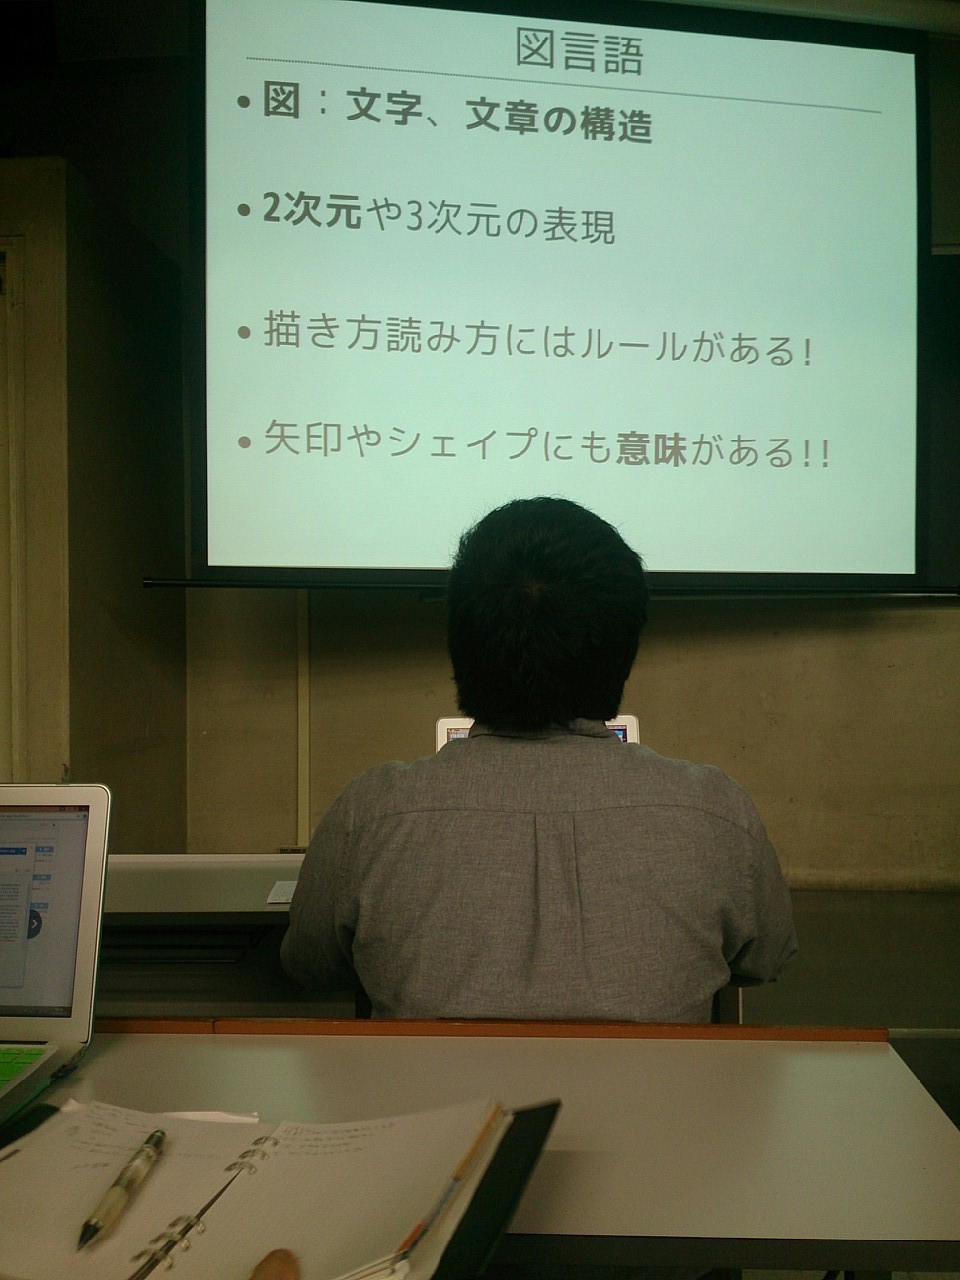 図言語
•図：文字、文章の構造
•2次元や3次元の表現
•描き方読み方にはルールがある!
•矢印やシェイプにも意味がある!!